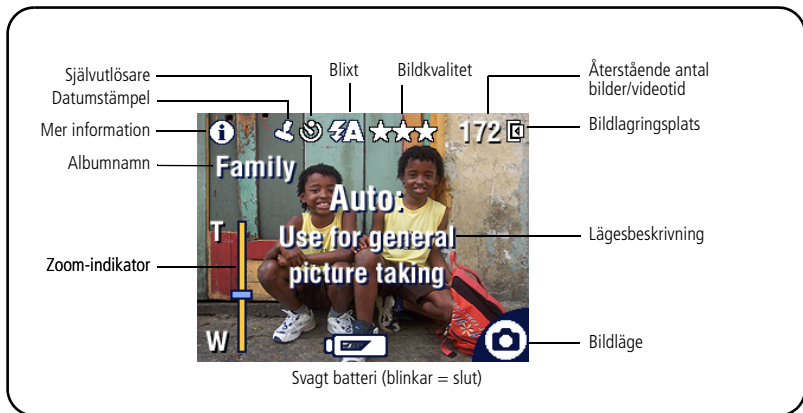 Självutlösare
Blixt
Bildkvalitet
Återstående antal
bilder/videotid
Datumstämpel
Mer information
A
172
Bildlagringsplats
Albumnamn
Family
Auto:
Use for general
picture taking
Lägesbeskrivning
T
Zoom-indikator
W
Bildläge
Svagt batteri (blinkar = slut)